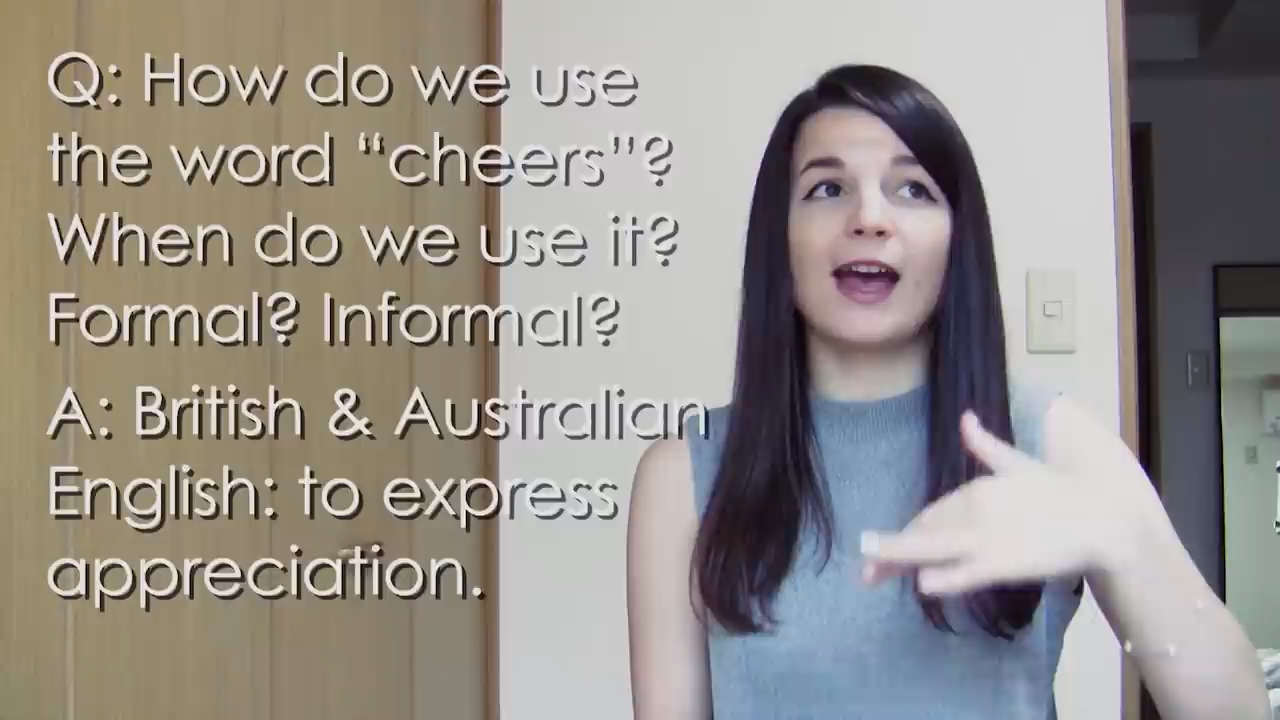 Q: How do we use
the word “cheers”?
When do we use it?
Formal? Informal?
A: British & Australian
English: to express
appreciation.